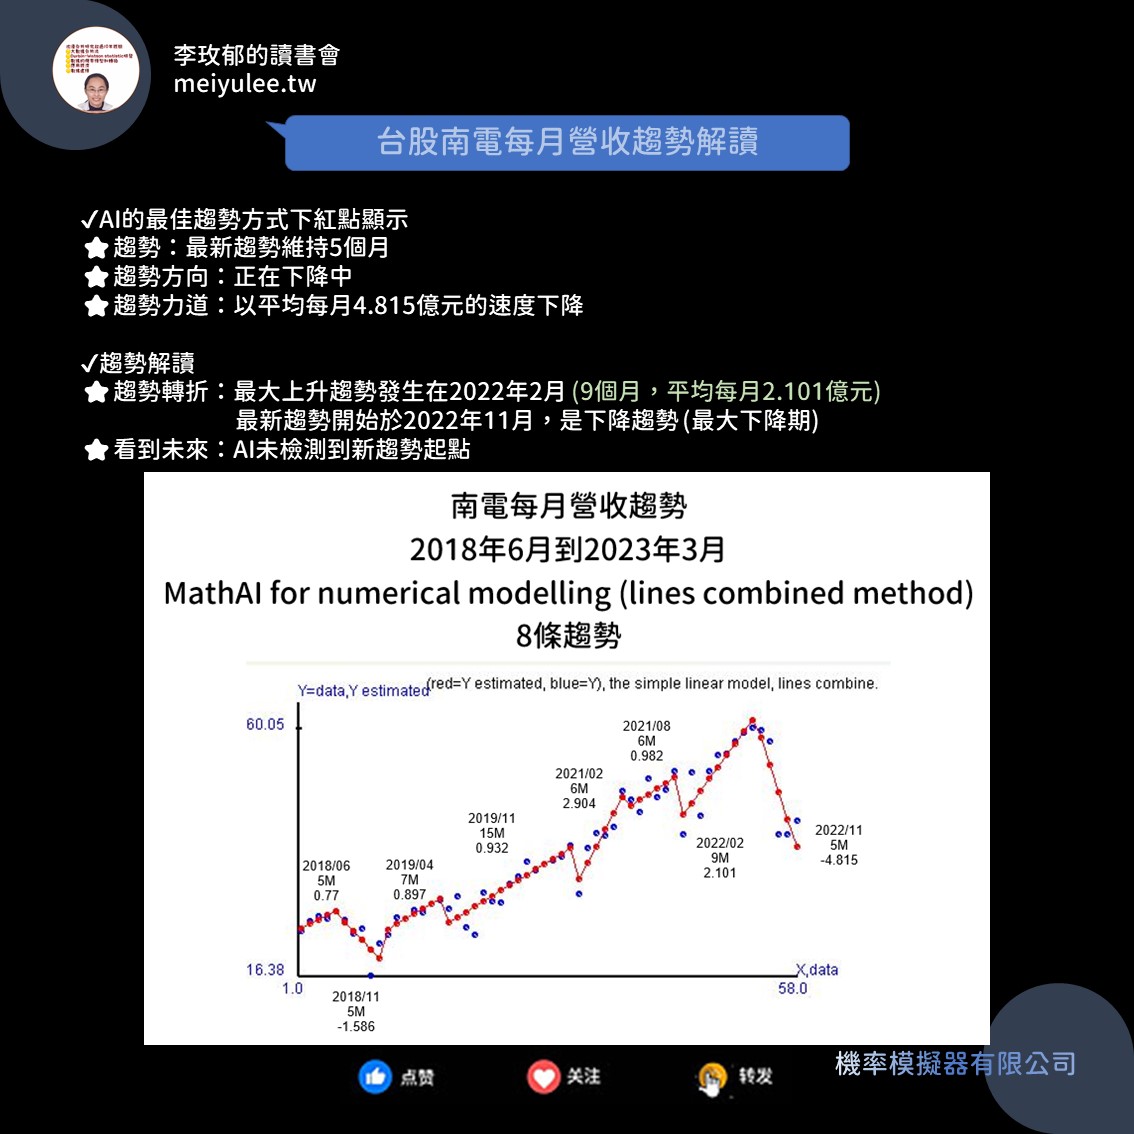 李玫郁的讀書會
meiyulee.tw
台股南電每月營收趨勢解讀
✓AI的最佳趨勢方式下紅點顯示
★趨勢：最新趨勢維持5個月
★趨勢方向：正在下降中
★趨勢力道：以平均每月4.815億元的速度下降
✓趨勢解讀
★趨勢轉折：最大上升趨勢發生在2022年2月(9個月，平均每月2.101億元)
最新趨勢開始於2022年11月，是下降趨勢(最大下降期)
★看到未來：AI未檢測到新趨勢起點
南電每月營收趨勢
2018年6月到2023年3月
MathAI for numerical modelling (lines combined method)
8條趨勢
Y=data,Y estimated
(red=Y estimated, blue=Y), the simple linear model, lines combine.
60.05
2021/08
6M
0.982
2021/02
6M
2.904
2019/11
15M
0.932
2022/11
5M
-4.815
2022/02
9M
2.101
2018/06
5M
0.77
2019/04
7M
0.897
16.38
X,data
1.0
58.0
2018/11
5M
-1.586
机率模擬器有限公司
点赞
关注
转发